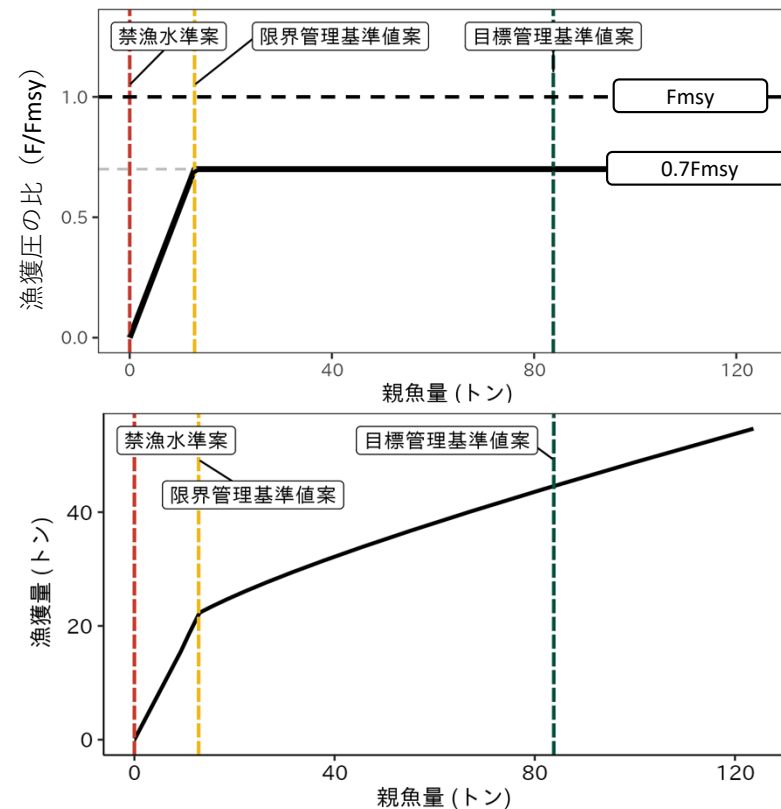 禁漁水準案
限界管理基準値案
目標管理基準値案
漁獲圧の比（F/Fmsy）
1.0
0.5
0.0
Fmsy
0.7Fmsy
0
40
80
120
親魚量 (トン)
禁漁水準案
目標管理基準値案
限界管理基準値案
漁獲量 (トン)
40
20
0
0
40
80
120
親魚量 (トン)